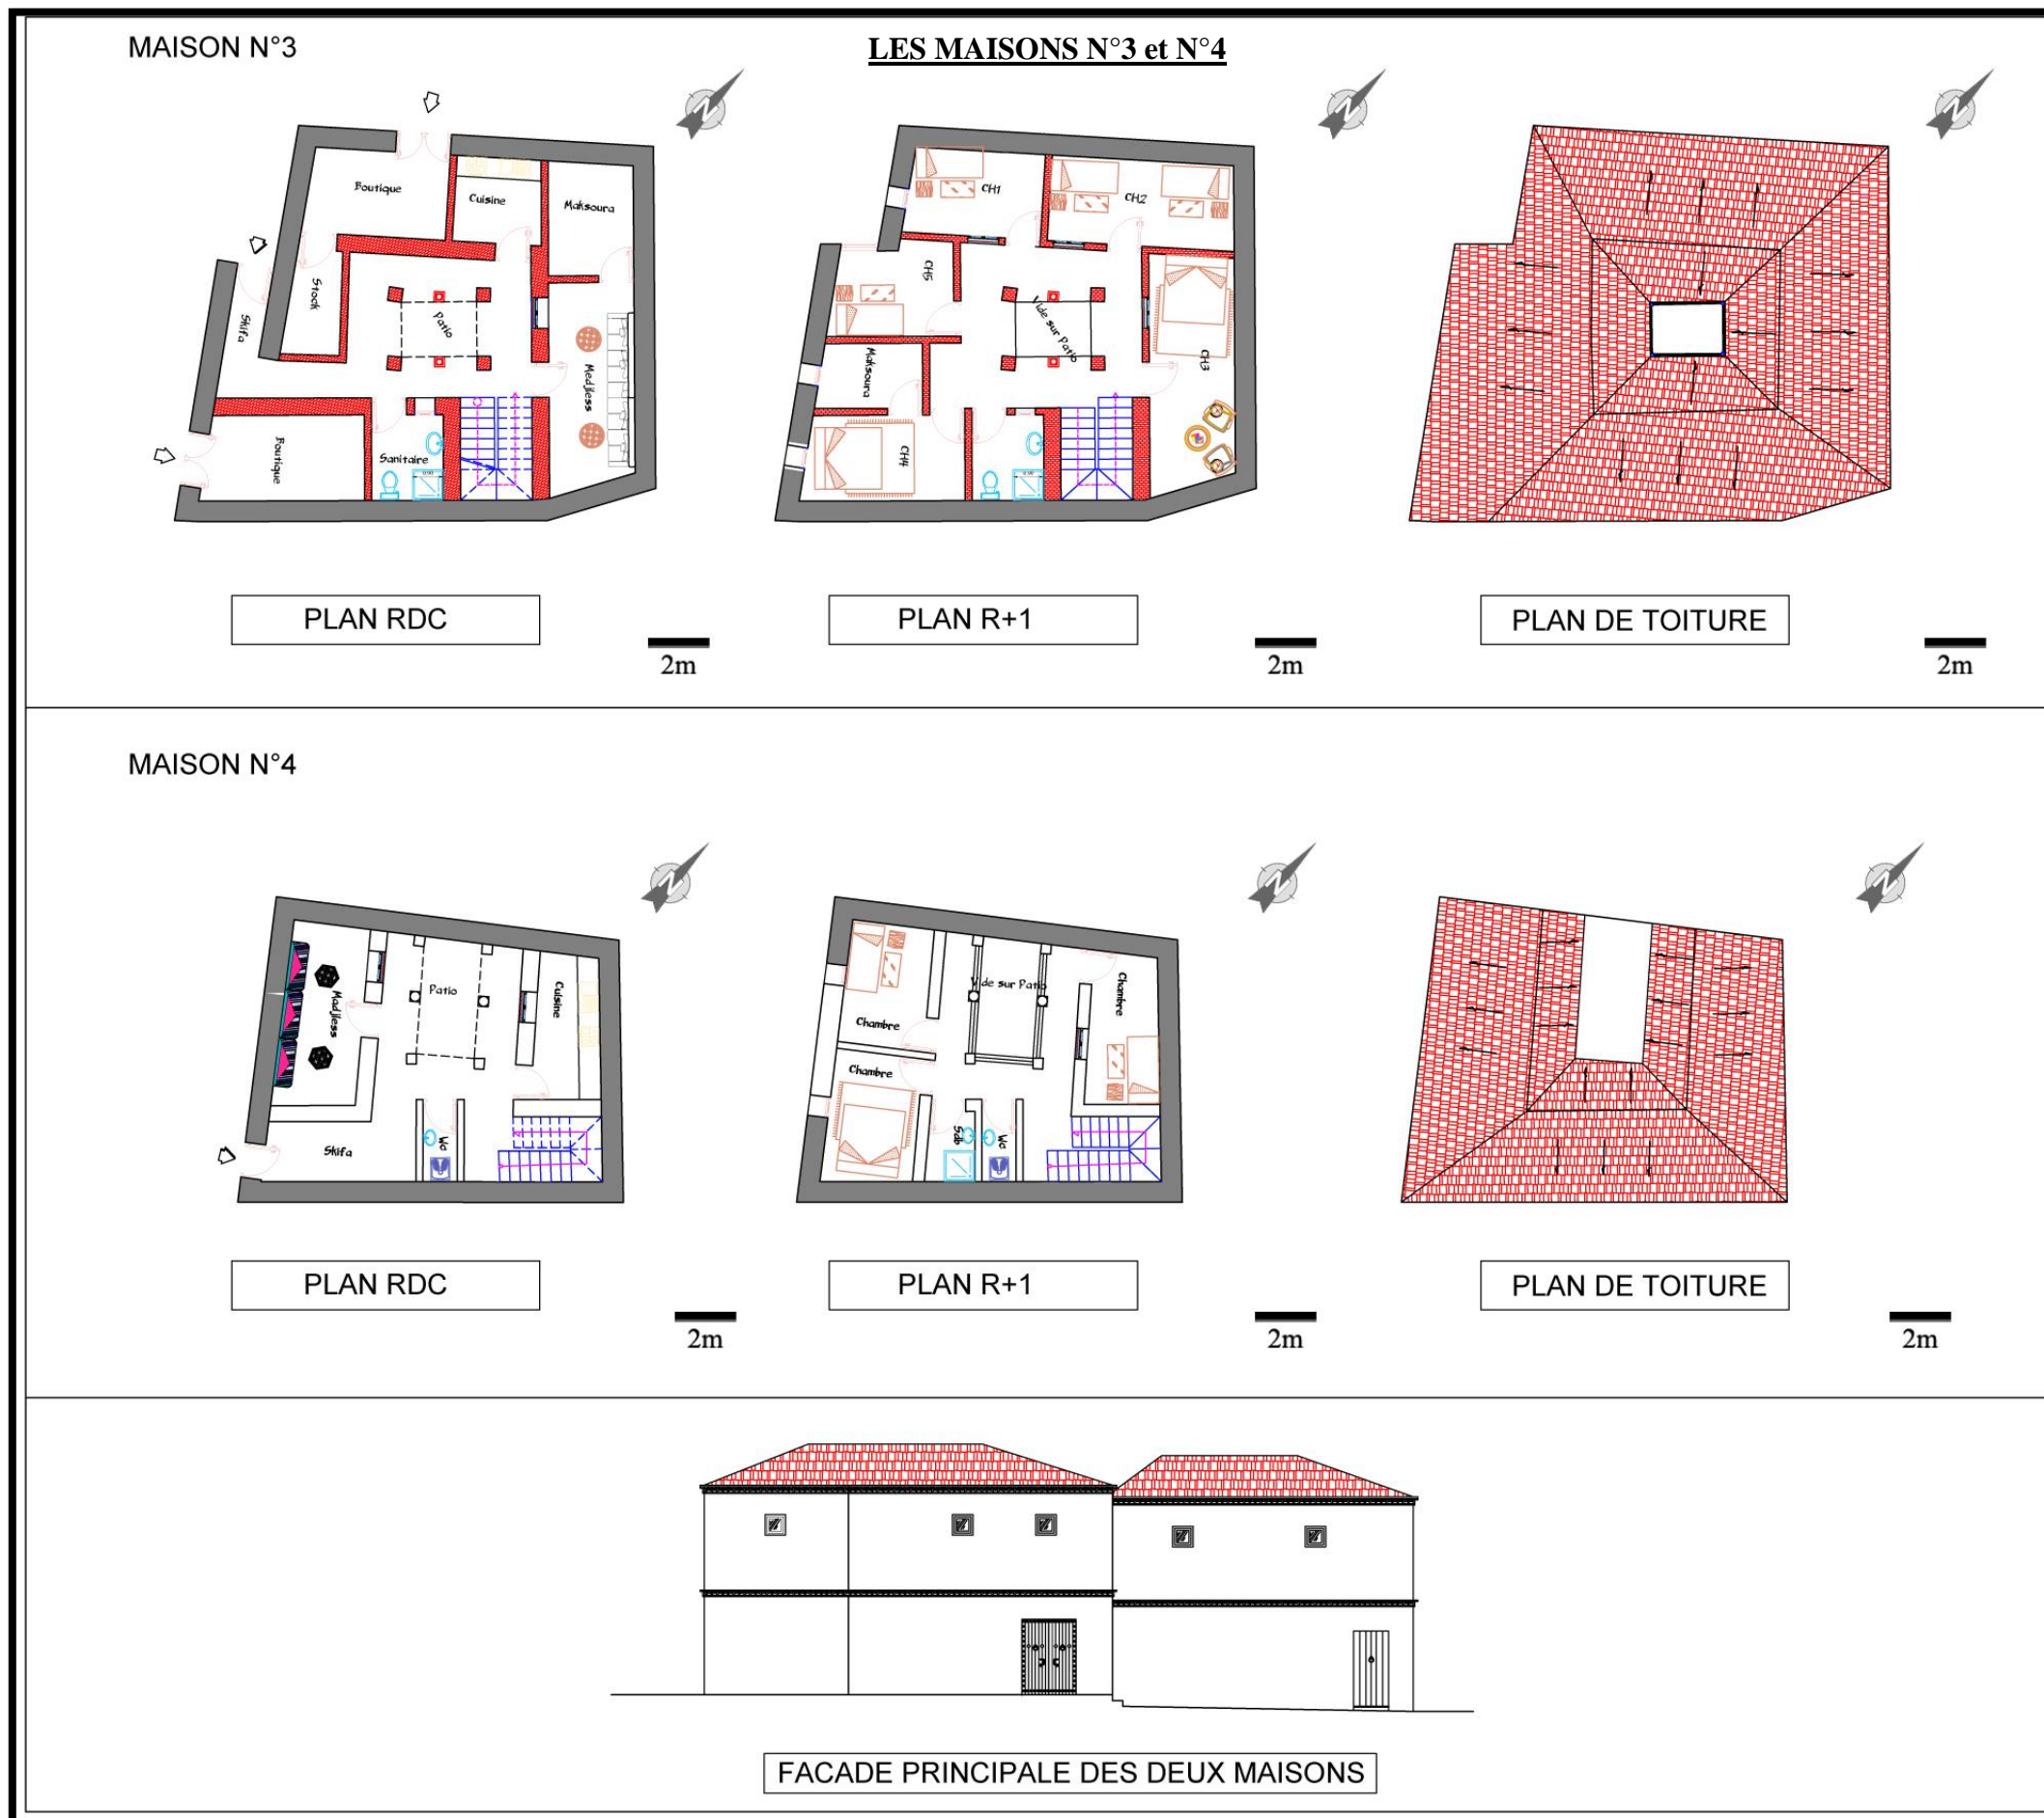 MAISON N°3
LES MAISONS N°3 et N°4
N
N
N
Boutique
Cuisine
Maksoura
Stock
Skifa
Patio
Medjless
Boutique
Sanitaire
CH1
CH2
CH5
Vide sur Patio
CH3
Maksoura
CH4
PLAN RDC
PLAN R+1
PLAN DE TOITURE
2m
2m
2m
MAISON N°4
N
N
N
Madjless
Patio
Cuisine
Skifa
Wc
Vide sur Patio
Chambre
Chambre
Chambre
Sdb
Wc
PLAN RDC
PLAN R+1
PLAN DE TOITURE
2m
2m
2m
FACADE PRINCIPALE DES DEUX MAISONS